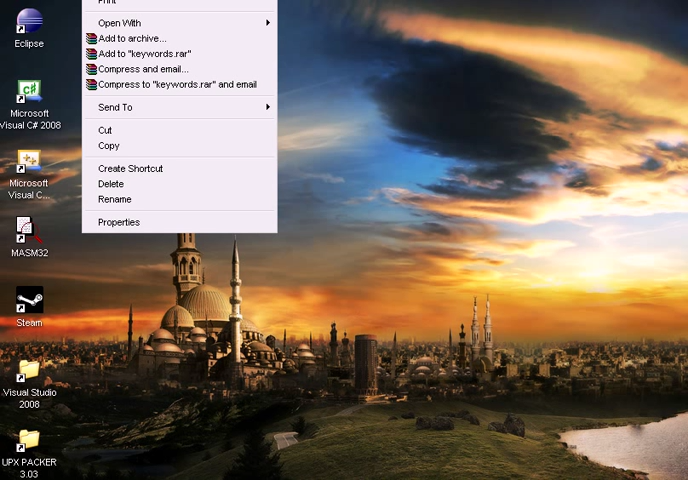 Print
Open With
Add to archive...
Add to "keywords.rar"
Compress and email...
Compress to "keywords.rar" and email
Send To
Cut
Copy
Create Shortcut
Delete
Rename
Properties
Eclipse
C#
Microsoft
Visual C# 2008
Microsoft
Visual C...
MASM32
Steam
Visual Studio
2008
UPX PACKER
3.03